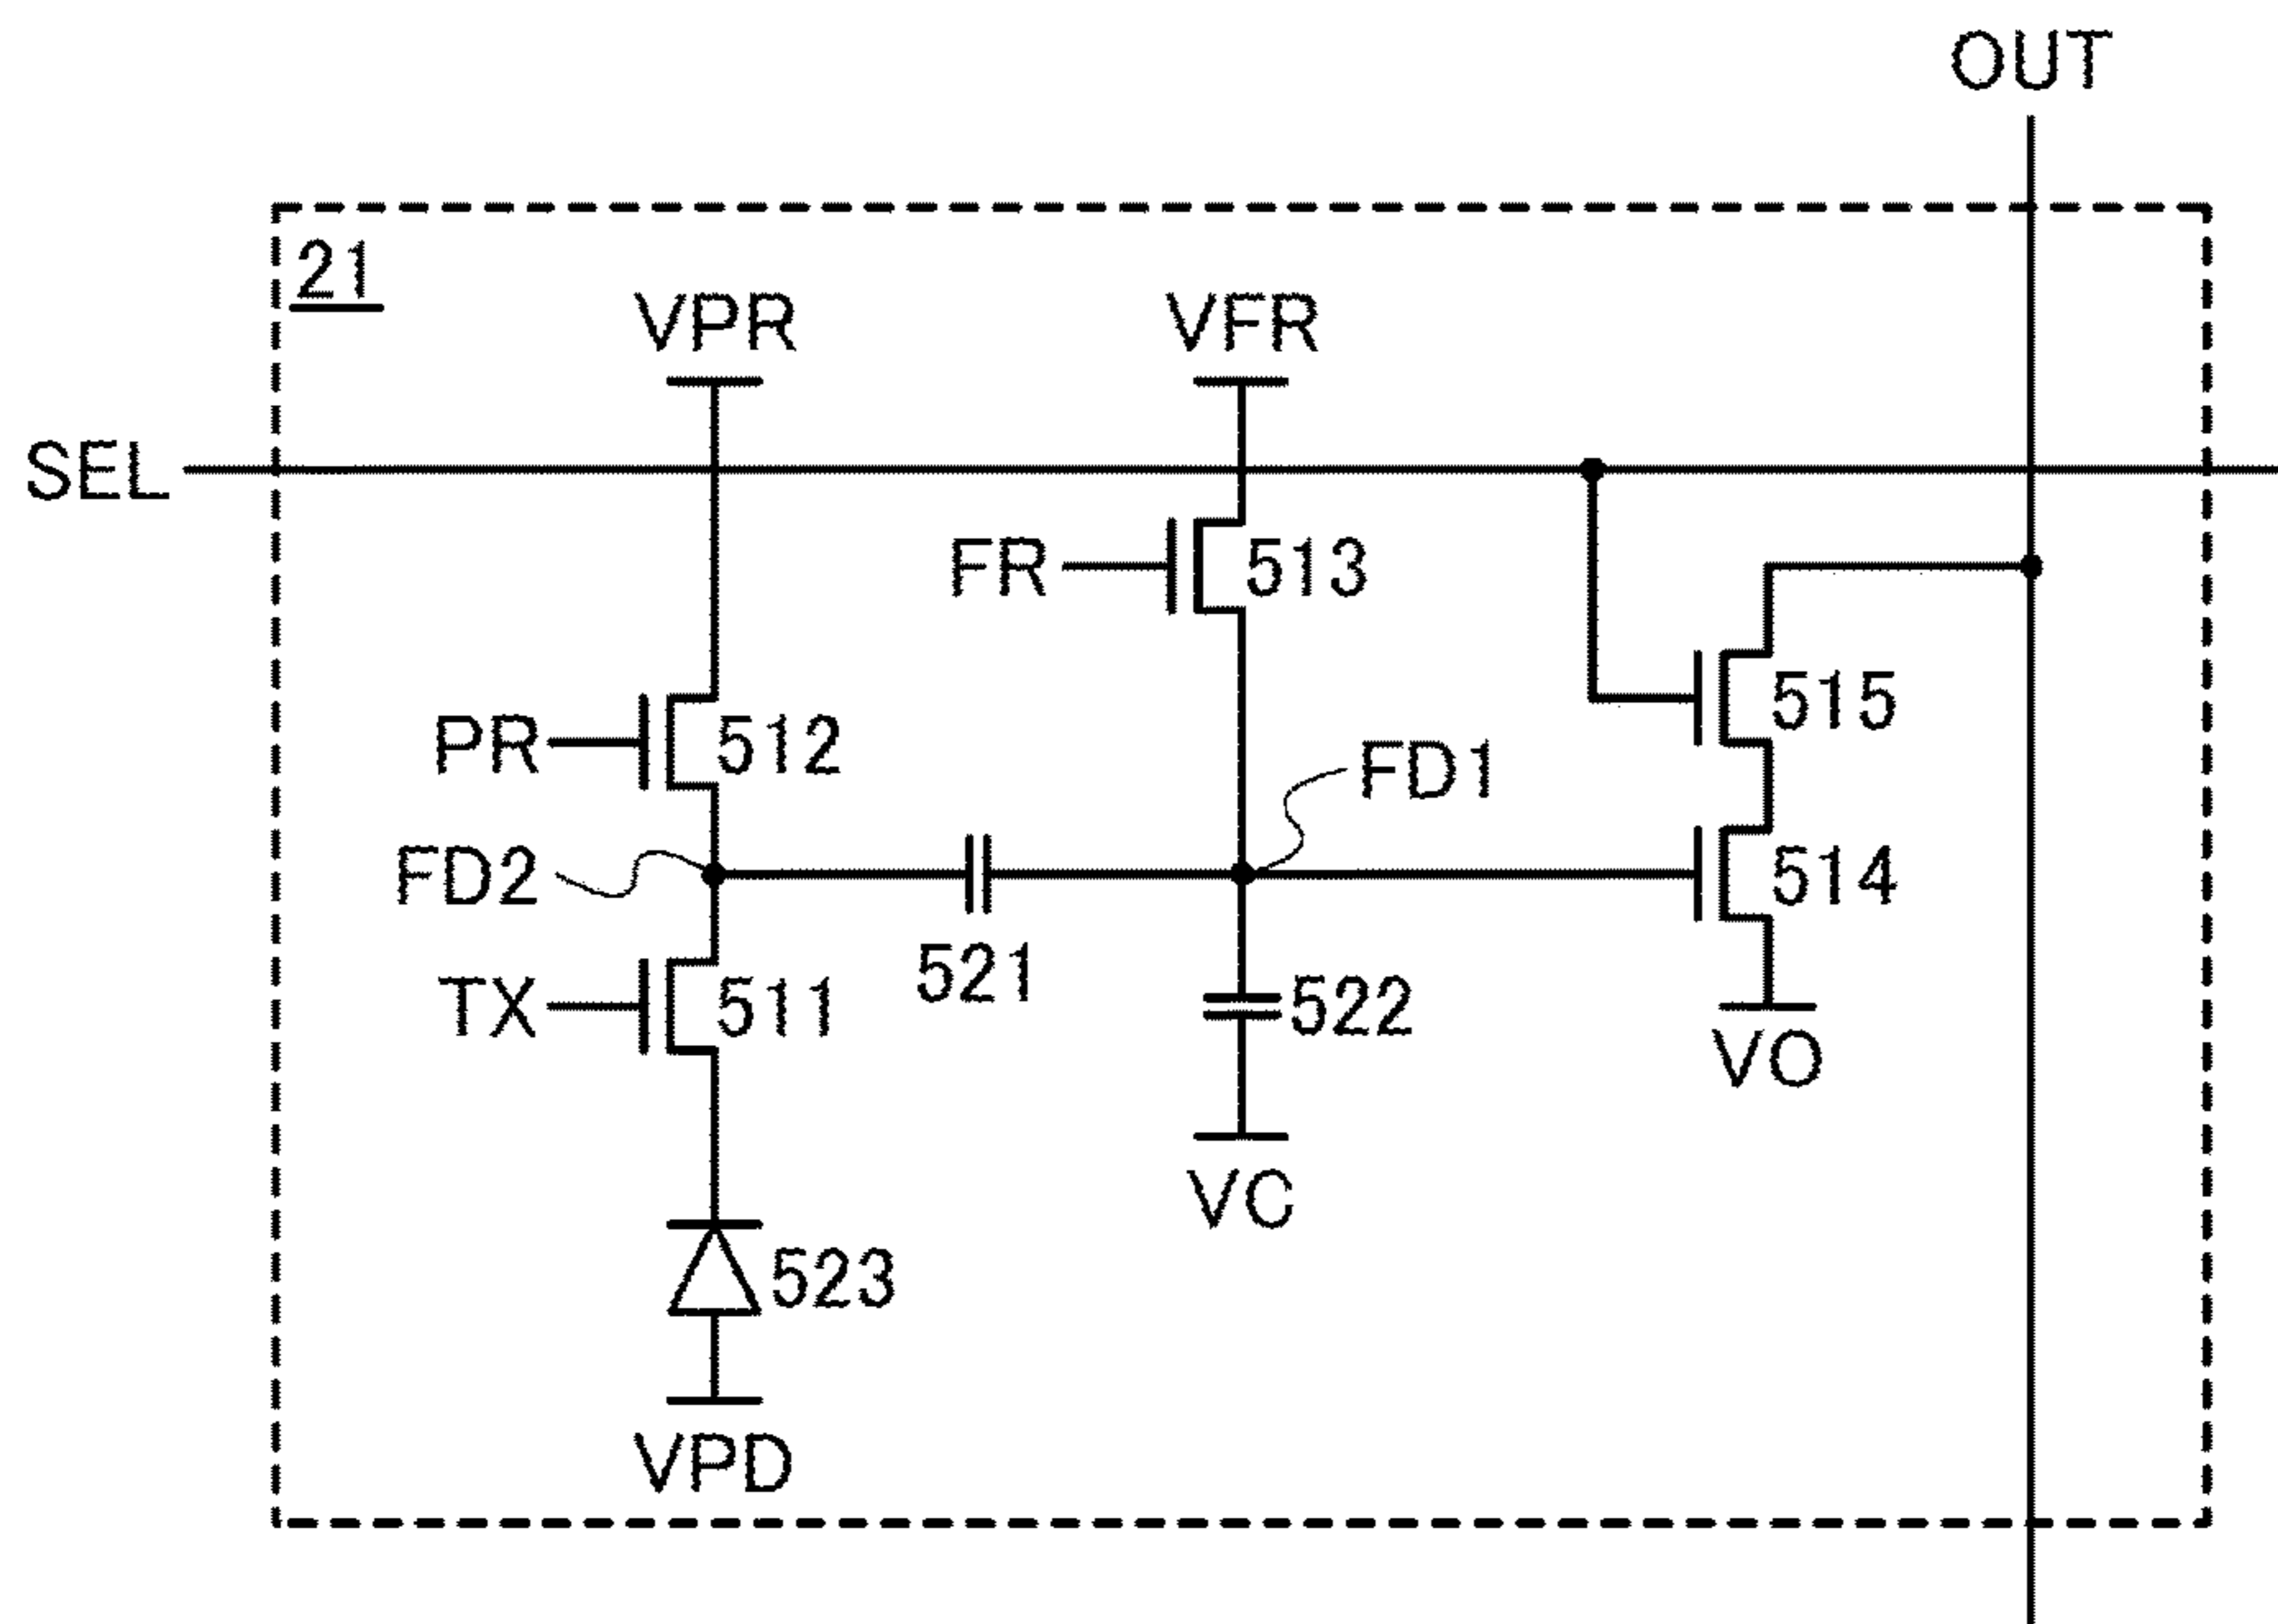 OUT
21
VPR
VFR
SEL
FR
513
515
PR
512
FD1
FD2
514
521
TX
511
522
VO
VC
523
VPD